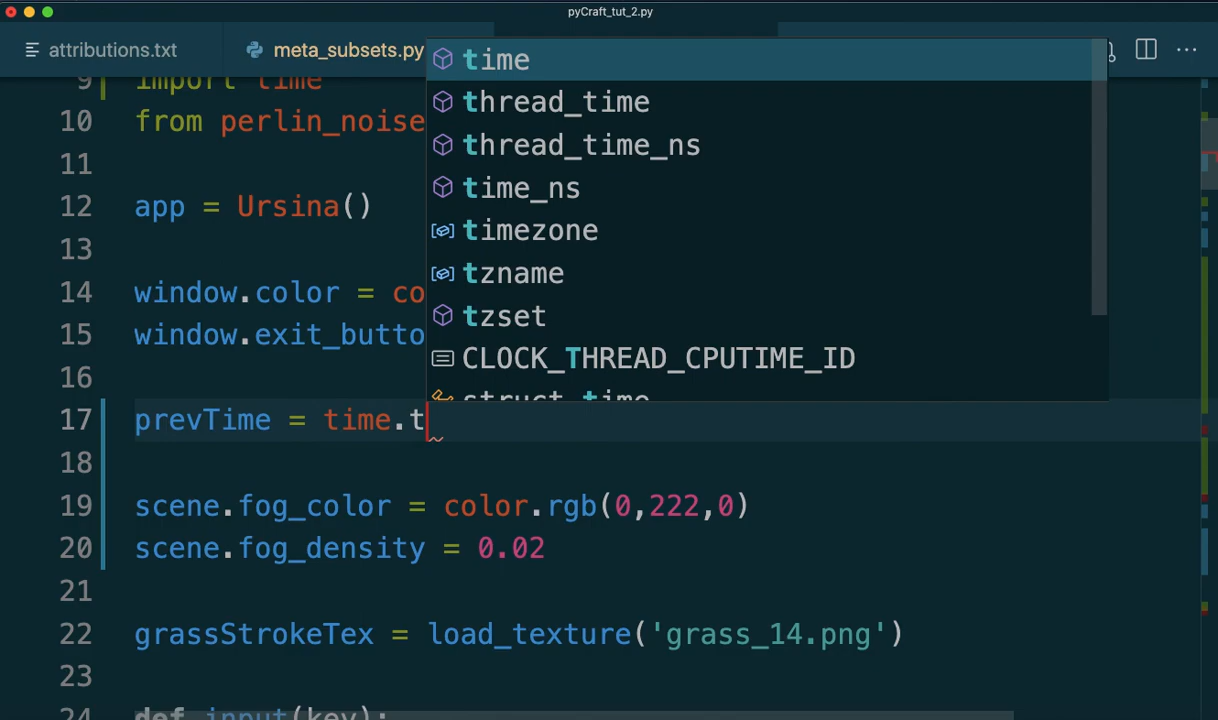 pyCraft_tut_2.py
attributions.txt
meta_subsets.py
9 import time
10 from perlin_noise
11
12 app = Ursina()
13
14 window.color = co
15 window.exit_butto
16
17 prevTime = time.t
18
19 scene.fog_color = color.rgb(0,222,0)
20 scene.fog_density = 0.02
21
22 grassStrokeTex = load_texture('grass_14.png')
23
24 def input(key):
time
thread_time
thread_time_ns
time_ns
timezone
tzname
tzset
CLOCK_THREAD_CPUTIME_ID
struct_time